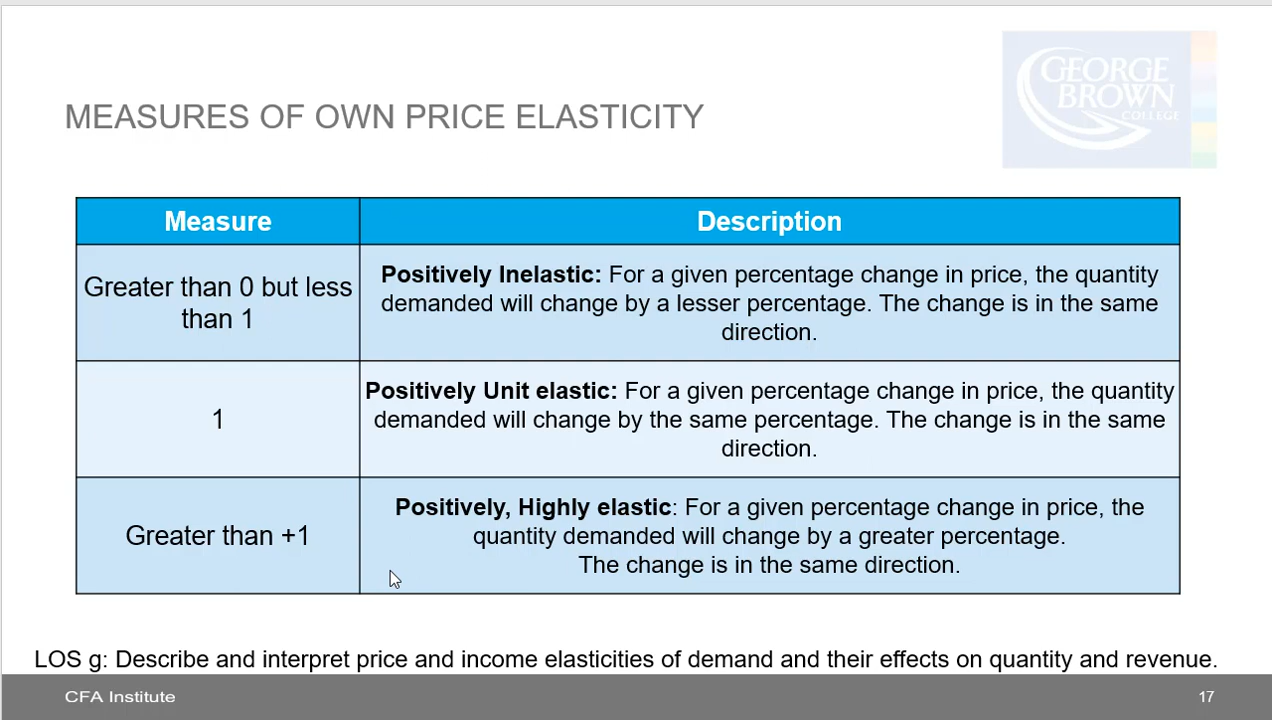 GEORGE
BROWN
COLLEGE
MEASURES OF OWN PRICE ELASTICITY
Measure
Description
Greater than 0 but less
than 1
Positively Inelastic: For a given percentage change in price, the quantity
demanded will change by a lesser percentage. The change is in the same
direction.
1
Positively Unit elastic: For a given percentage change in price, the quantity
demanded will change by the same percentage. The change is in the same
direction.
Greater than +1
Positively, Highly elastic: For a given percentage change in price, the
quantity demanded will change by a greater percentage.
The change is in the same direction.
LOS g: Describe and interpret price and income elasticities of demand and their effects on quantity and revenue.
CFA Institute
17